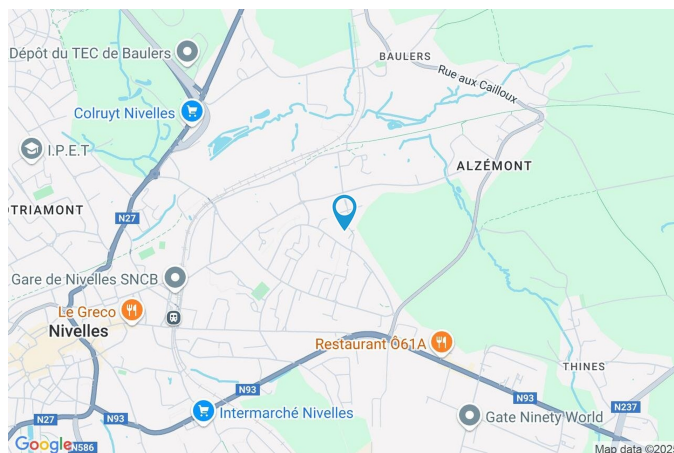 Dépôt du TEC de Baulers
BAULERS
Rue aux Cailloux
Colruyt Nivelles
I.P.E.T
ALZÉMONT
OTRIAMONT
N27
Gare de Nivelles SNCB
Le Greco
Nivelles
Restaurant Ô61A
THINES
N93
N93
Intermarché Nivelles
N27
N93
N237
Gate Ninety World
Google
N586
Map data ©2025